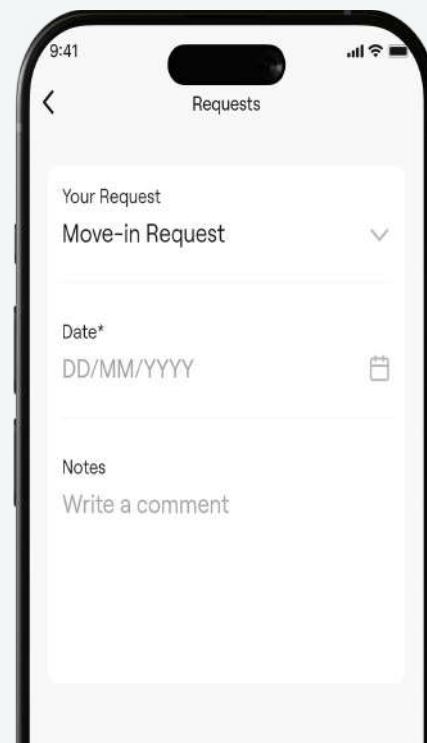 9:41
Requests
Your Request
Move-in Request
Date*
DD/MM/YYYY
Notes
Write a comment